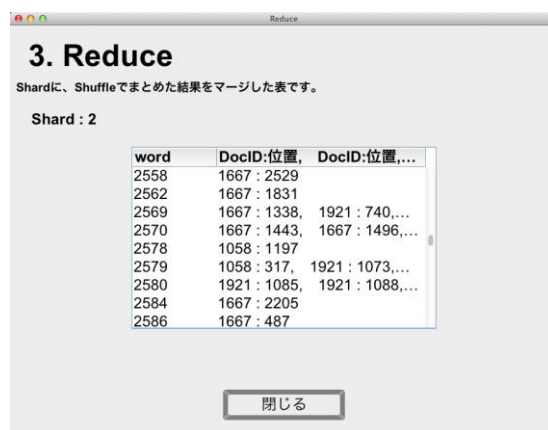 Reduce
3. Reduce
Shardに、Shuffleでまとめた結果をマージした表です。
Shard : 2
word DocID:位置, DocID:位置,...
2558 1667 : 2529
2562 1667 : 1831
2569 1667 : 1338, 1921 : 740,...
2570 1667 : 1443, 1667 : 1496,...
2578 1058 : 1197
2579 1058 : 317, 1921 : 1073,...
2580 1921 : 1085, 1921 : 1088,...
2584 1667 : 2205
2586 1667 : 487
閉じる